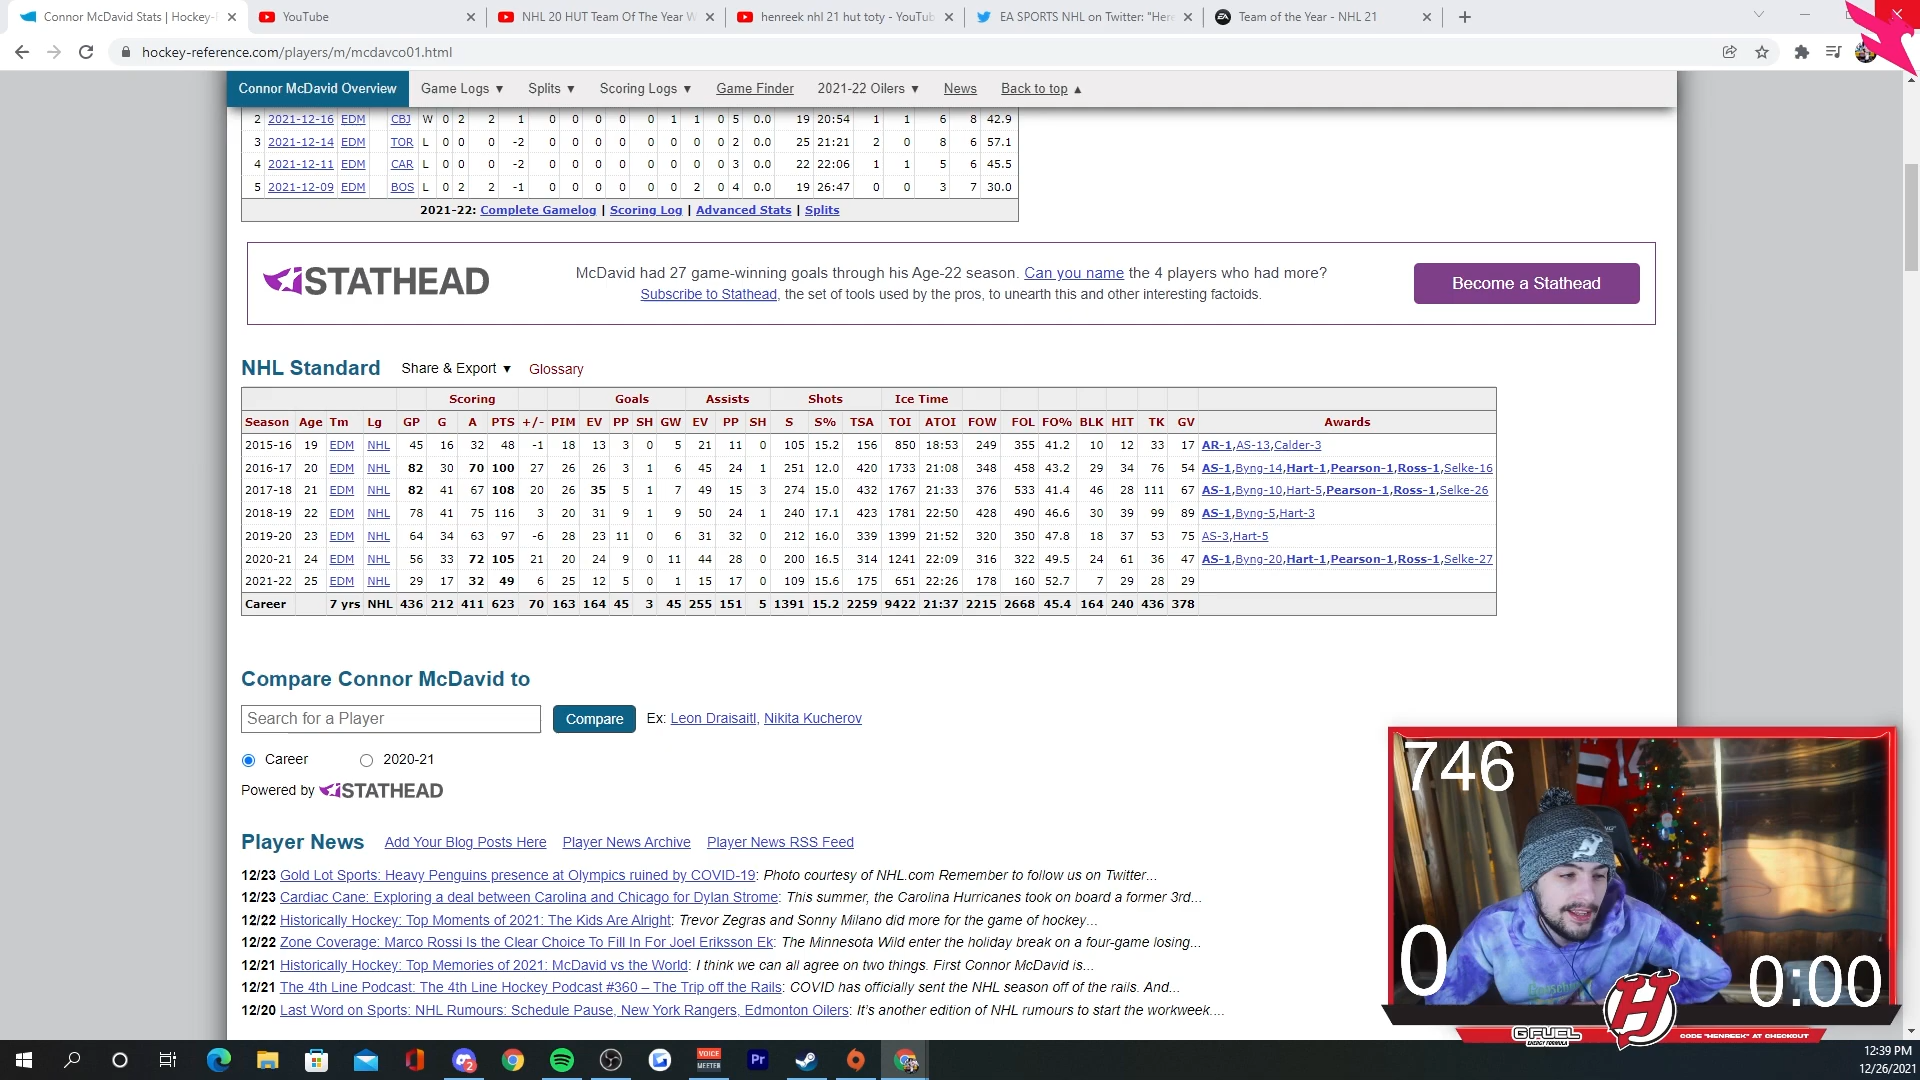 Connor McDavid Stats | Hockey-R
YouTube
NHL 20 HUT Team Of The Year W
henreek nhl 21 hut toty - YouTub
EA SPORTS NHL on Twitter: "Here
Team of the Year - NHL 21
hockey-reference.com/players/m/mcdavco01.html
Connor McDavid Overview Game Logs ▼ Splits ▼ Scoring Logs ▼ Game Finder 2021-22 Oilers ▼ News Back to top ▲
2 2021-12-16 EDM CBJ W 0 2 2 1 0 0 0 0 0 1 1 0 5 0.0 19 20:54 1 1 6 8 42.9
3 2021-12-14 EDM TOR L 0 0 0 -2 0 0 0 0 0 0 0 0 2 0.0 25 21:21 2 0 8 6 57.1
4 2021-12-11 EDM CAR L 0 0 0 -2 0 0 0 0 0 0 0 0 3 0.0 22 22:06 1 1 5 6 45.5
5 2021-12-09 EDM BOS L 0 2 2 -1 0 0 0 0 0 0 2 0 4 0.0 19 26:47 0 0 3 7 30.0
2021-22: Complete Gamelog | Scoring Log | Advanced Stats | Splits
STATHEAD
McDavid had 27 game-winning goals through his Age-22 season. Can you name the 4 players who had more?
Subscribe to Stathead, the set of tools used by the pros, to unearth this and other interesting factoids.
Become a Stathead
NHL Standard Share & Export ▼ Glossary
Scoring Goals Assists Shots Ice Time
Season Age Tm Lg GP G A PTS +/- PIM EV PP SH GW EV PP SH S S% TSA TOI ATOI FOW FOL FO% BLK HIT TK GV Awards
2015-16 19 EDM NHL 45 16 32 48 -1 18 13 3 0 5 21 11 0 105 15.2 156 850 18:53 249 355 41.2 10 12 33 17 AR-1,AS-13,Calder-3
2016-17 20 EDM NHL 82 30 70 100 27 26 26 3 1 6 45 24 1 251 12.0 420 1733 21:08 348 458 43.2 29 34 76 54 AS-1,Byng-14,Hart-1,Pearson-1,Ross-1,Selke-16
2017-18 21 EDM NHL 82 41 67 108 20 26 35 5 1 7 49 15 3 274 15.0 432 1767 21:33 376 533 41.4 46 28 111 67 AS-1,Byng-10,Hart-5,Pearson-1,Ross-1,Selke-26
2018-19 22 EDM NHL 78 41 75 116 3 20 31 9 1 9 50 24 1 240 17.1 423 1781 22:50 428 490 46.6 30 39 99 89 AS-1,Byng-5,Hart-3
2019-20 23 EDM NHL 64 34 63 97 -6 28 23 11 0 6 31 32 0 212 16.0 339 1399 21:52 320 350 47.8 18 37 53 75 AS-3,Hart-5
2020-21 24 EDM NHL 56 33 72 105 21 20 24 9 0 11 44 28 0 200 16.5 314 1241 22:09 316 322 49.5 24 61 36 47 AS-1,Byng-20,Hart-1,Pearson-1,Ross-1,Selke-27
2021-22 25 EDM NHL 29 17 32 49 6 25 12 5 0 1 15 17 0 109 15.6 175 651 22:26 178 160 52.7 7 29 28 29
Career 7 yrs NHL 436 212 411 623 70 163 164 45 3 45 255 151 5 1391 15.2 2259 9422 21:37 2215 2668 45.4 164 240 436 378
Compare Connor McDavid to
Search for a Player Compare Ex: Leon Draisaitl, Nikita Kucherov
Career 2020-21
Powered by STATHEAD
Player News Add Your Blog Posts Here Player News Archive Player News RSS Feed
12/23 Gold Lot Sports: Heavy Penguins presence at Olympics ruined by COVID-19: Photo courtesy of NHL.com Remember to follow us on Twitter...
12/23 Cardiac Cane: Exploring a deal between Carolina and Chicago for Dylan Strome: This summer, the Carolina Hurricanes took on board a former 3rd...
12/22 Historically Hockey: Top Moments of 2021: The Kids Are Alright: Trevor Zegras and Sonny Milano did more for the game of hockey...
12/22 Zone Coverage: Marco Rossi Is the Clear Choice To Fill In For Joel Eriksson Ek: The Minnesota Wild enter the holiday break on a four-game losing...
12/21 Historically Hockey: Top Memories of 2021: McDavid vs the World: I think we can all agree on two things. First Connor McDavid is...
12/21 The 4th Line Podcast: The 4th Line Hockey Podcast #360 – The Trip off the Rails: COVID has officially sent the NHL season off of the rails. And...
12/20 Last Word on Sports: NHL Rumours: Schedule Pause, New York Rangers, Edmonton Oilers: It's another edition of NHL rumours to start the workweek....
746
14
0
0:00
H
G FUEL
ENERGY FORMULA
CODE "HENREEK" AT CHECKOUT
2
VOICE
MEETER
Pr
12:39 PM
12/26/2021